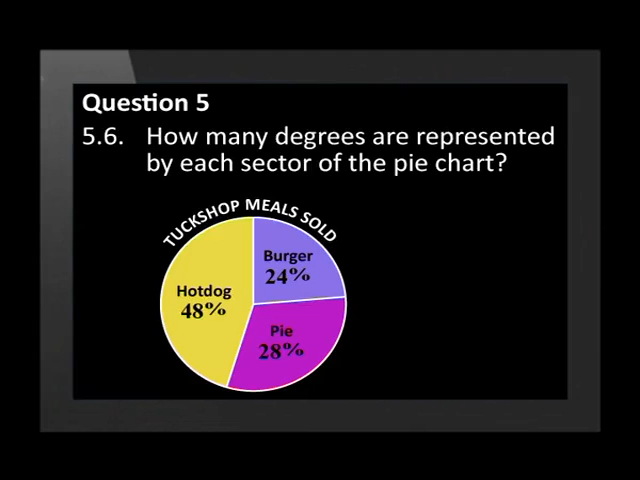 Question 5
5.6. How many degrees are represented
by each sector of the pie chart?
TUCKSHOP MEALS SOLD
Burger
24%
Hotdog
48%
Pie
28%